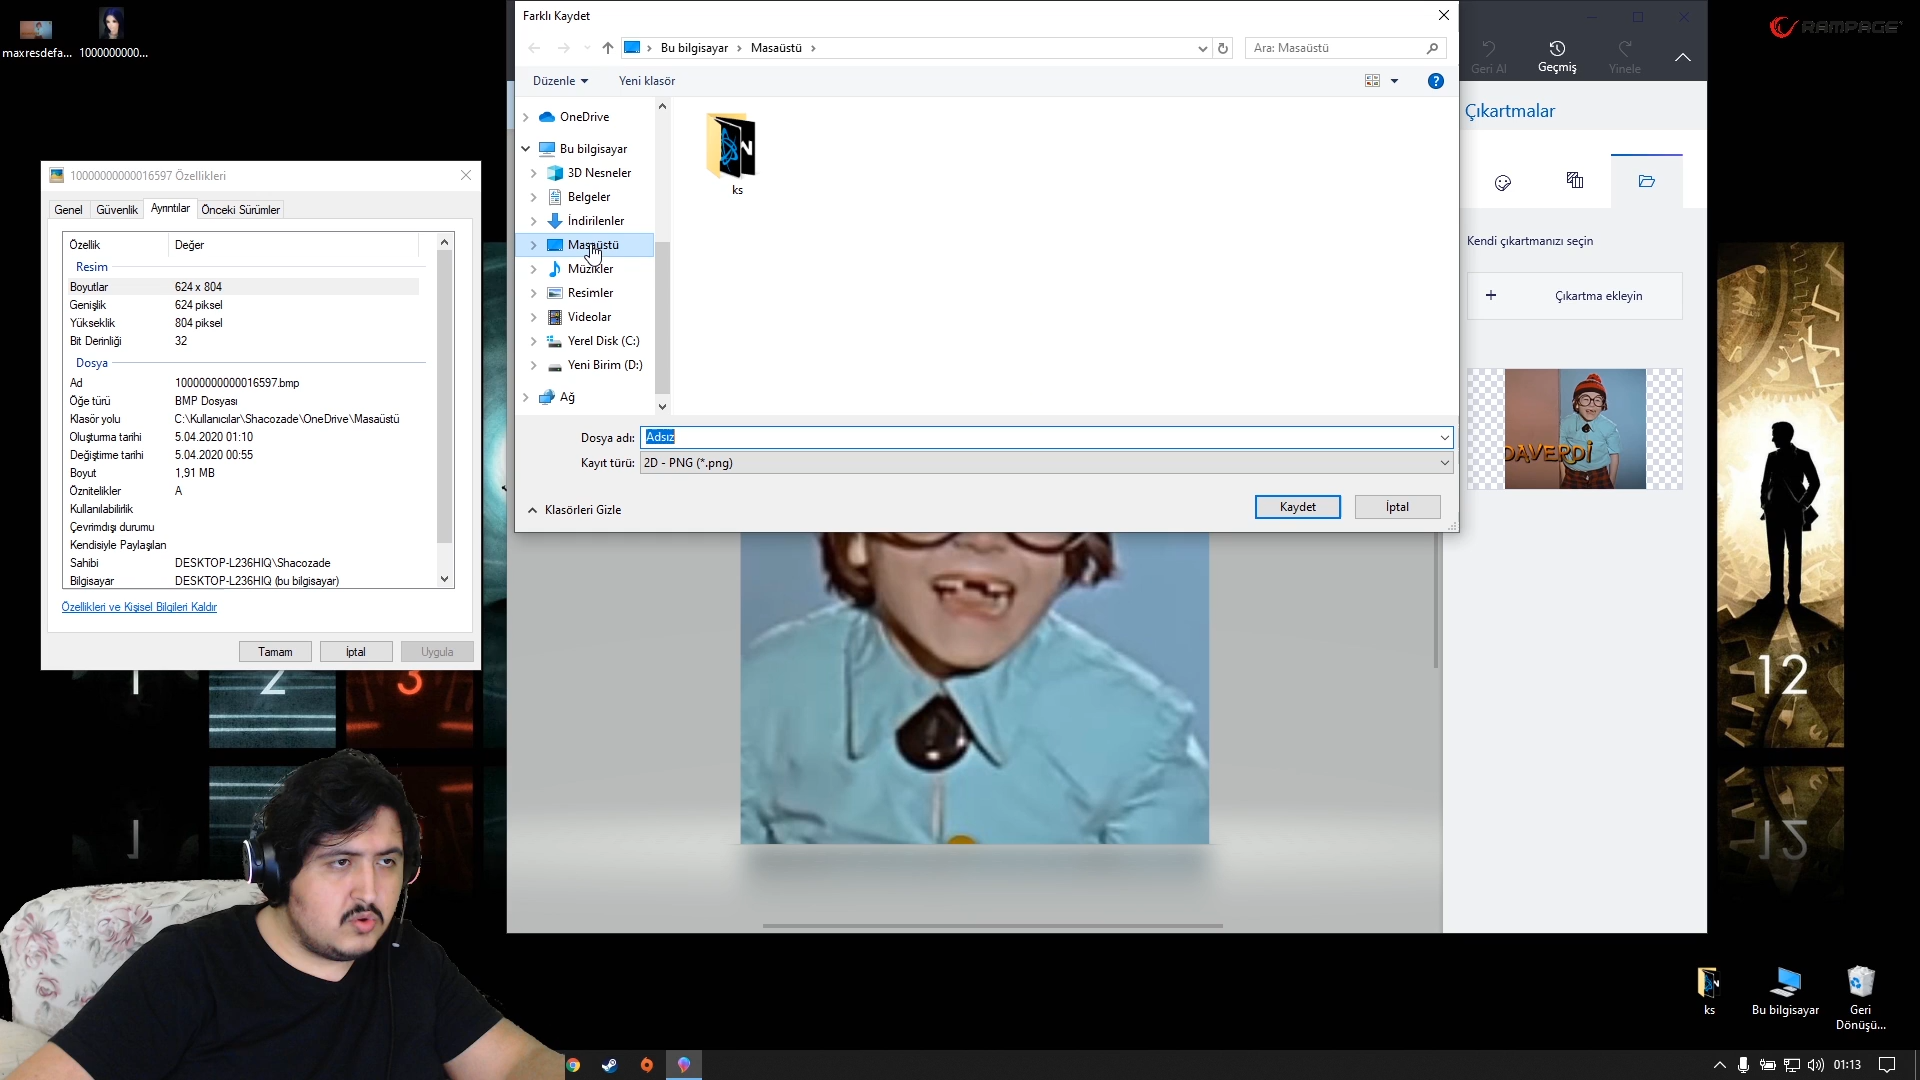 maxresdefa...
1000000000...
RAMPAGE
Farklı Kaydet
Bu bilgisayar
Masaüstü
Ara: Masaüstü
Düzenle
Yeni klasör
OneDrive
Bu bilgisayar
3D Nesneler
Belgeler
İndirilenler
Masaüstü
Müzikler
Resimler
Videolar
Yerel Disk (C:)
Yeni Birim (D:)
Ağ
ks
Dosya adı: Adsız
Kayıt türü: 2D - PNG (*.png)
Klasörleri Gizle
Kaydet
İptal
Geri Al
Geçmiş
Yinele
Çıkartmalar
Kendi çıkartmanızı seçin
+ Çıkartma ekleyin
DAVERDİ
10000000000016597 Özellikleri
Genel
Güvenlik
Ayrıntılar
Önceki Sürümler
Özellik Değer
Resim
Boyutlar 624 x 804
Genişlik 624 piksel
Yükseklik 804 piksel
Bit Derinliği 32
Dosya
Ad 10000000000016597.bmp
Öğe türü BMP Dosyası
Klasör yolu C:\Kullanıcılar\Shacozade\OneDrive\Masaüstü
Oluşturma tarihi 5.04.2020 01:10
Değiştirme tarihi 5.04.2020 00:55
Boyut 1,91 MB
Öznitelikler A
Kullanılabilirlik
Çevrimdışı durumu
Kendisiyle Paylaşılan
Sahibi DESKTOP-L236HIQ\Shacozade
Bilgisayar DESKTOP-L236HIQ (bu bilgisayar)
Özellikleri ve Kişisel Bilgileri Kaldır
Tamam
İptal
Uygula
1
2
3
12
ks
Bu bilgisayar
Geri
Dönüşü...
01:13